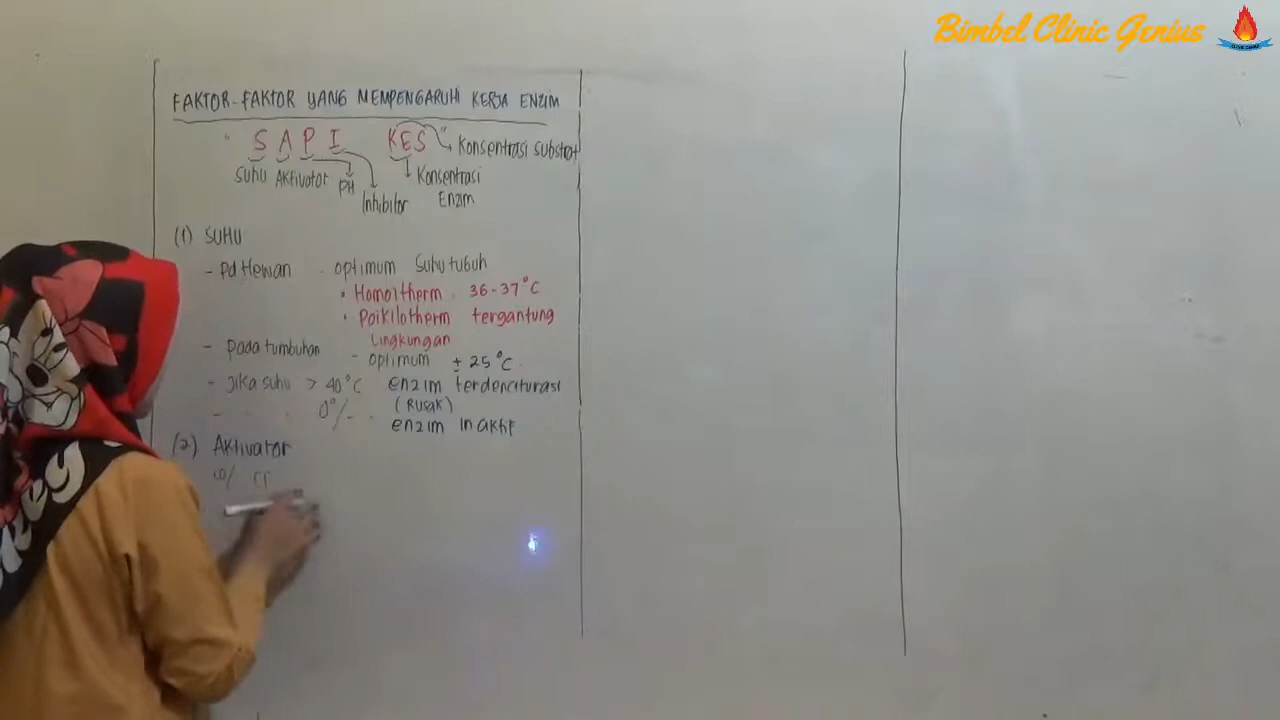 Bimbel Clinic Genius
FAKTOR-FAKTOR YANG MEMPENGARUHI KERJA ENZIM
" S A P I KES "
Konsentrasi Substrat
Suhu Aktivator PH Konsentrasi
Inhibitor Enzim
(1) SUHU
- Pd Hewan - optimum Suhu tubuh
• Homoitherm 36-37°C
• Poikilotherm tergantung
Lingkungan
- pada tumbuhan - optimum ± 25°C
- Jika suhu > 40°C enzim terdenaturasi
(Rusak)
- " " 0°/- enzim inaktif
(2) Aktivator